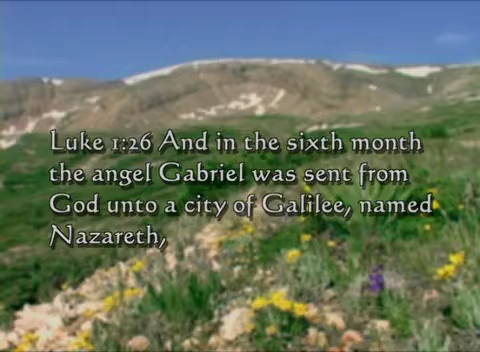 Luke 1:26 And in the sixth month
the angel Gabriel was sent from
God unto a city of Galilee, named
Nazareth,